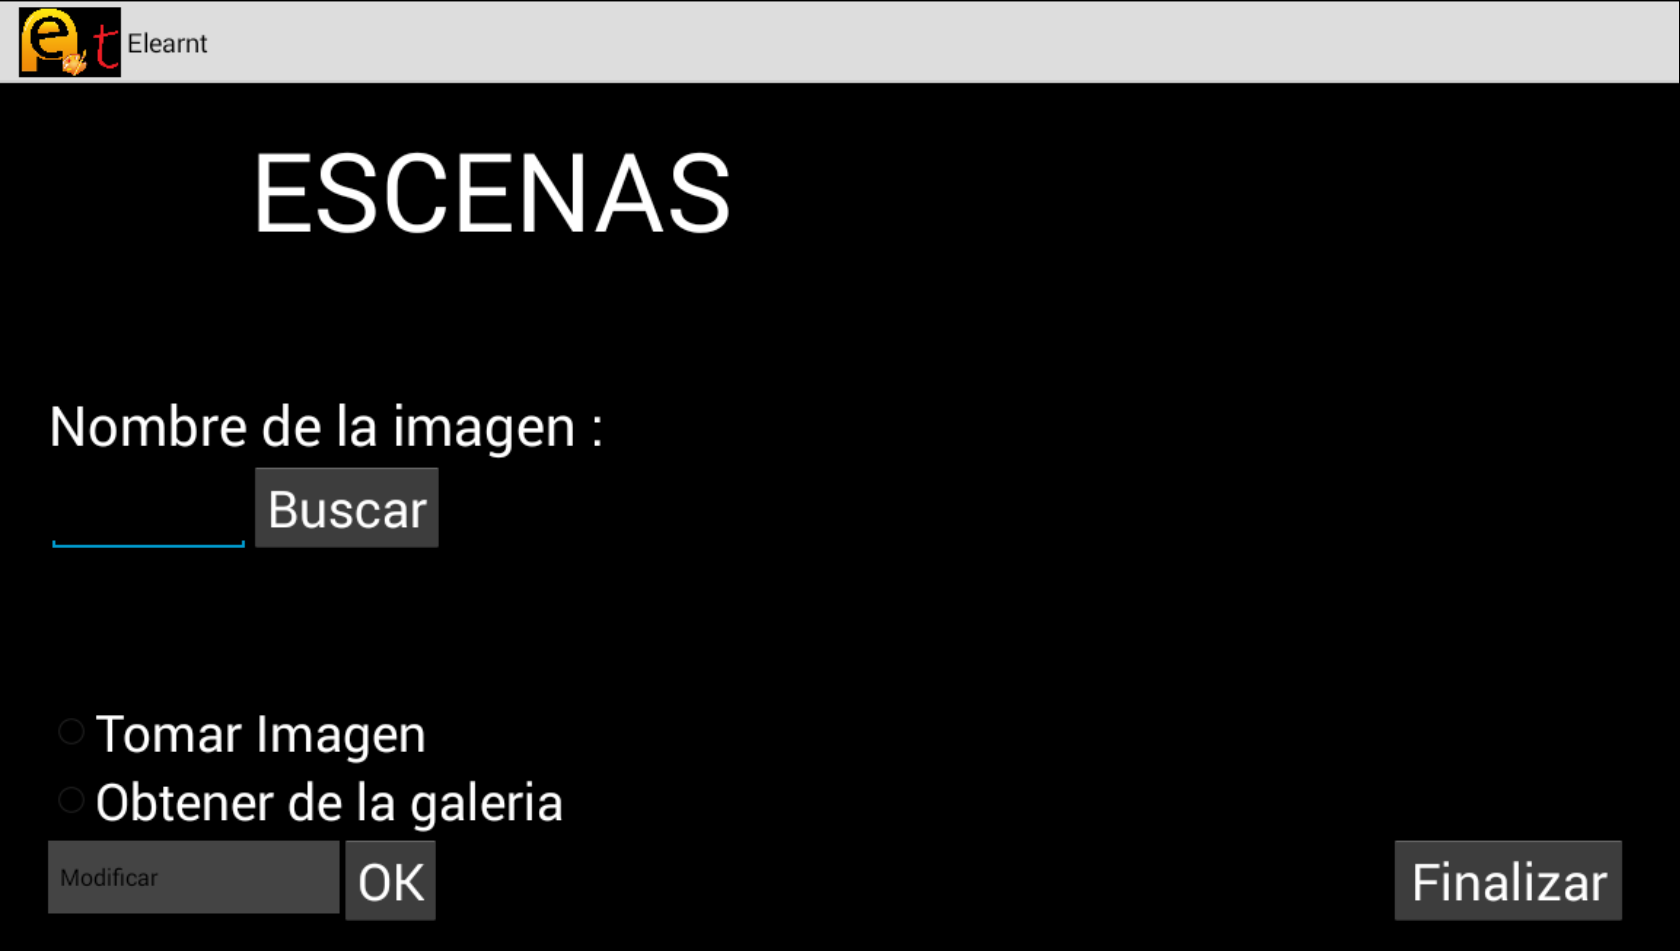 et Elearnt
ESCENAS
Nombre de la imagen :
Buscar
Tomar Imagen
Obtener de la galeria
Modificar OK Finalizar